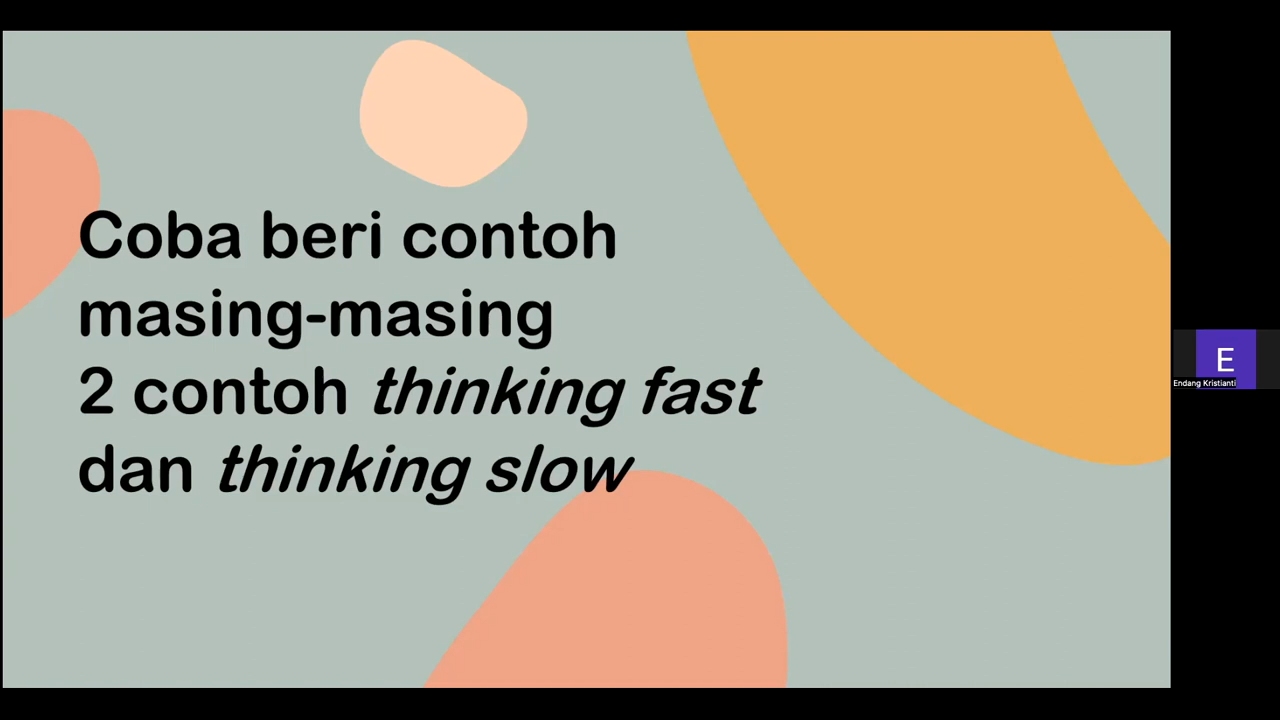 Coba beri contoh
masing-masing
2 contoh thinking fast
dan thinking slow
E
Endang Kristianti